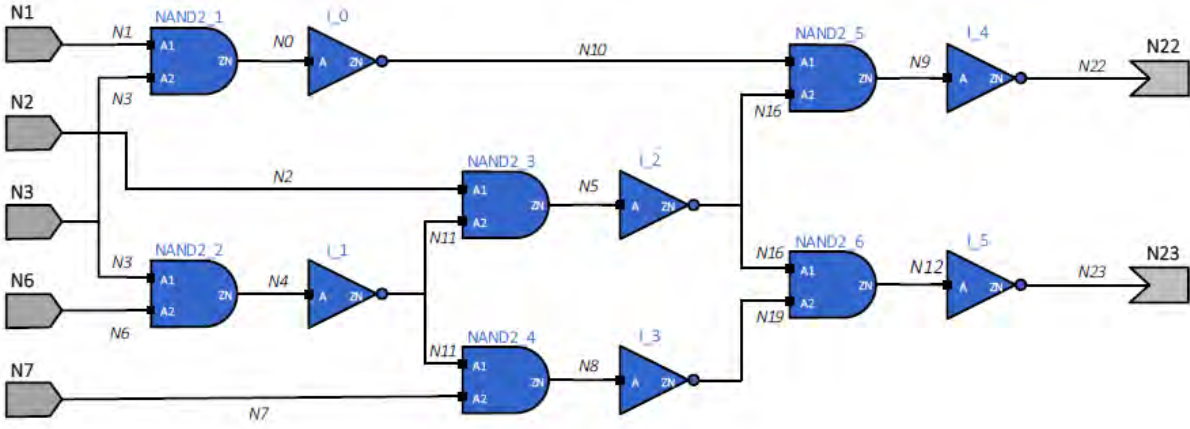 N1
NAND2_1
I_0
NAND2_5
I_4
N22
N1
A1
A2
ZN
N0
A
ZN
N10
A1
A2
ZN
N9
A
ZN
N22
N3
N16
N2
NAND2_3
I_2
N2
A1
A2
ZN
N5
A
ZN
N3
N11
NAND2_2
I_1
NAND2_6
I_5
N23
N3
A1
A2
ZN
N4
A
ZN
N16
A1
A2
ZN
N12
A
ZN
N23
N6
N6
N19
NAND2_4
I_3
N11
A1
A2
ZN
N8
A
ZN
N7
N7